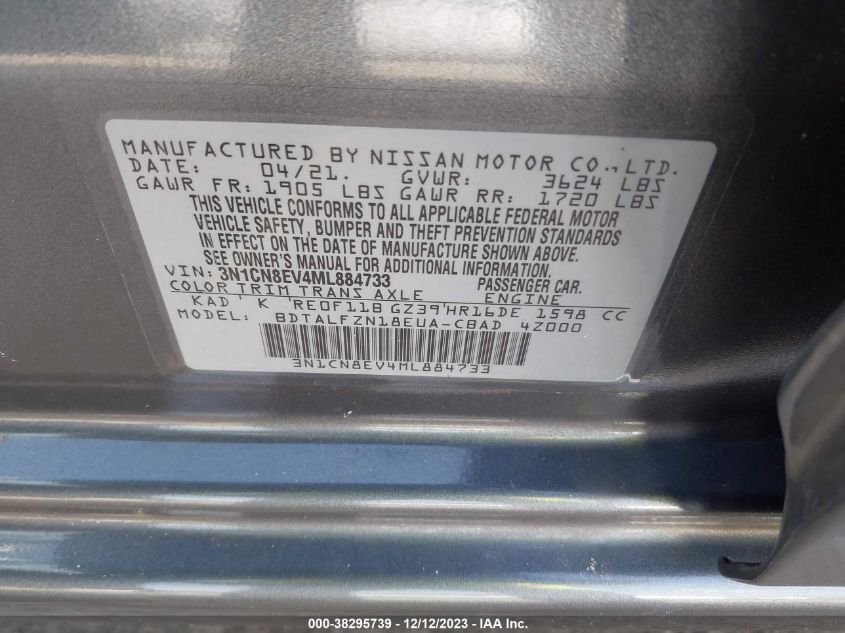 MANUFACTURED BY NISSAN MOTOR CO., LTD.
DATE: 04/21. GVWR: 3624 LBS
GAWR FR: 1905 LBS GAWR RR: 1720 LBS
THIS VEHICLE CONFORMS TO ALL APPLICABLE FEDERAL MOTOR
VEHICLE SAFETY, BUMPER AND THEFT PREVENTION STANDARDS
IN EFFECT ON THE DATE OF MANUFACTURE SHOWN ABOVE.
SEE OWNER'S MANUAL FOR ADDITIONAL INFORMATION.
VIN: 3N1CN8EV4ML884733 PASSENGER CAR.
COLOR TRIM TRANS AXLE ENGINE
KAD K RE0F11B GZ39 HR16DE 1598 CC
MODEL: BDTALFZN18EUA-CBAD 4Z000
3N1CN8EV4ML884733
000-38295739 - 12/12/2023 - IAA Inc.